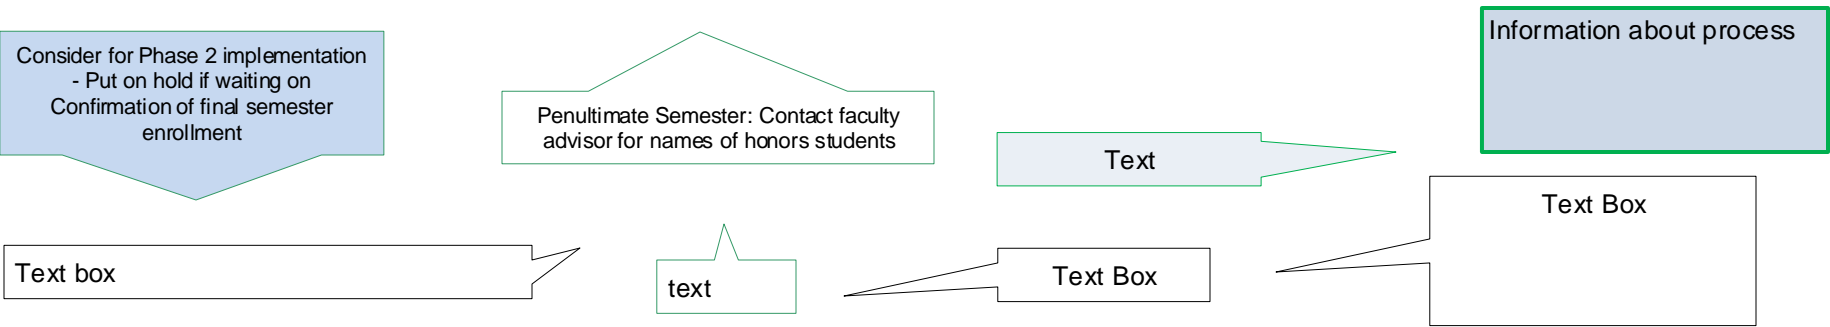 Consider for Phase 2 implementation
- Put on hold if waiting on
Confirmation of final semester
enrollment
Penultimate Semester: Contact faculty
advisor for names of honors students
Text
Information about process
Text box
text
Text Box
Text Box